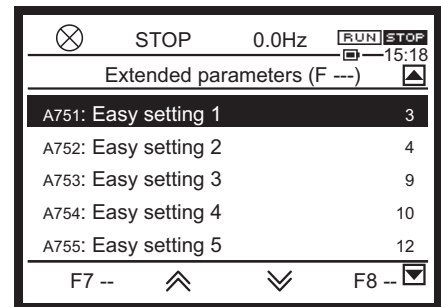 STOP 0.0Hz RUN STOP
15:18
Extended parameters (F ---)
A751: Easy setting 1 3
A752: Easy setting 2 4
A753: Easy setting 3 9
A754: Easy setting 4 10
A755: Easy setting 5 12
F7 -- F8 --